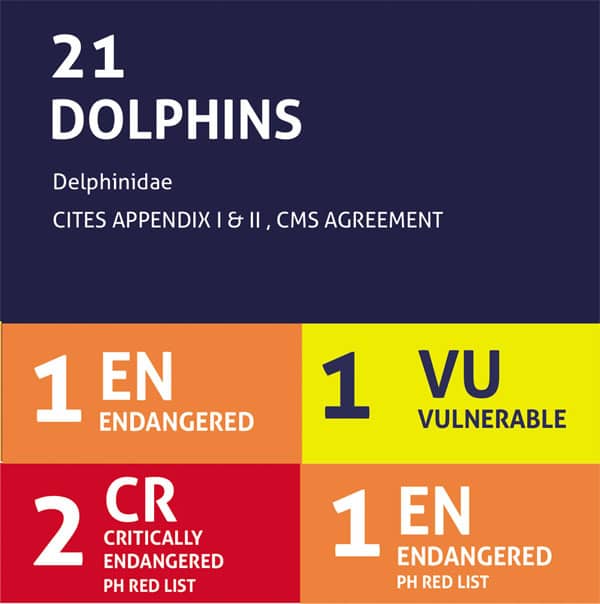 21
DOLPHINS
Delphinidae
CITES APPENDIX I & II , CMS AGREEMENT
1 EN
ENDANGERED
1 VU
VULNERABLE
2 CR
CRITICALLY
ENDANGERED
PH RED LIST
1 EN
ENDANGERED
PH RED LIST